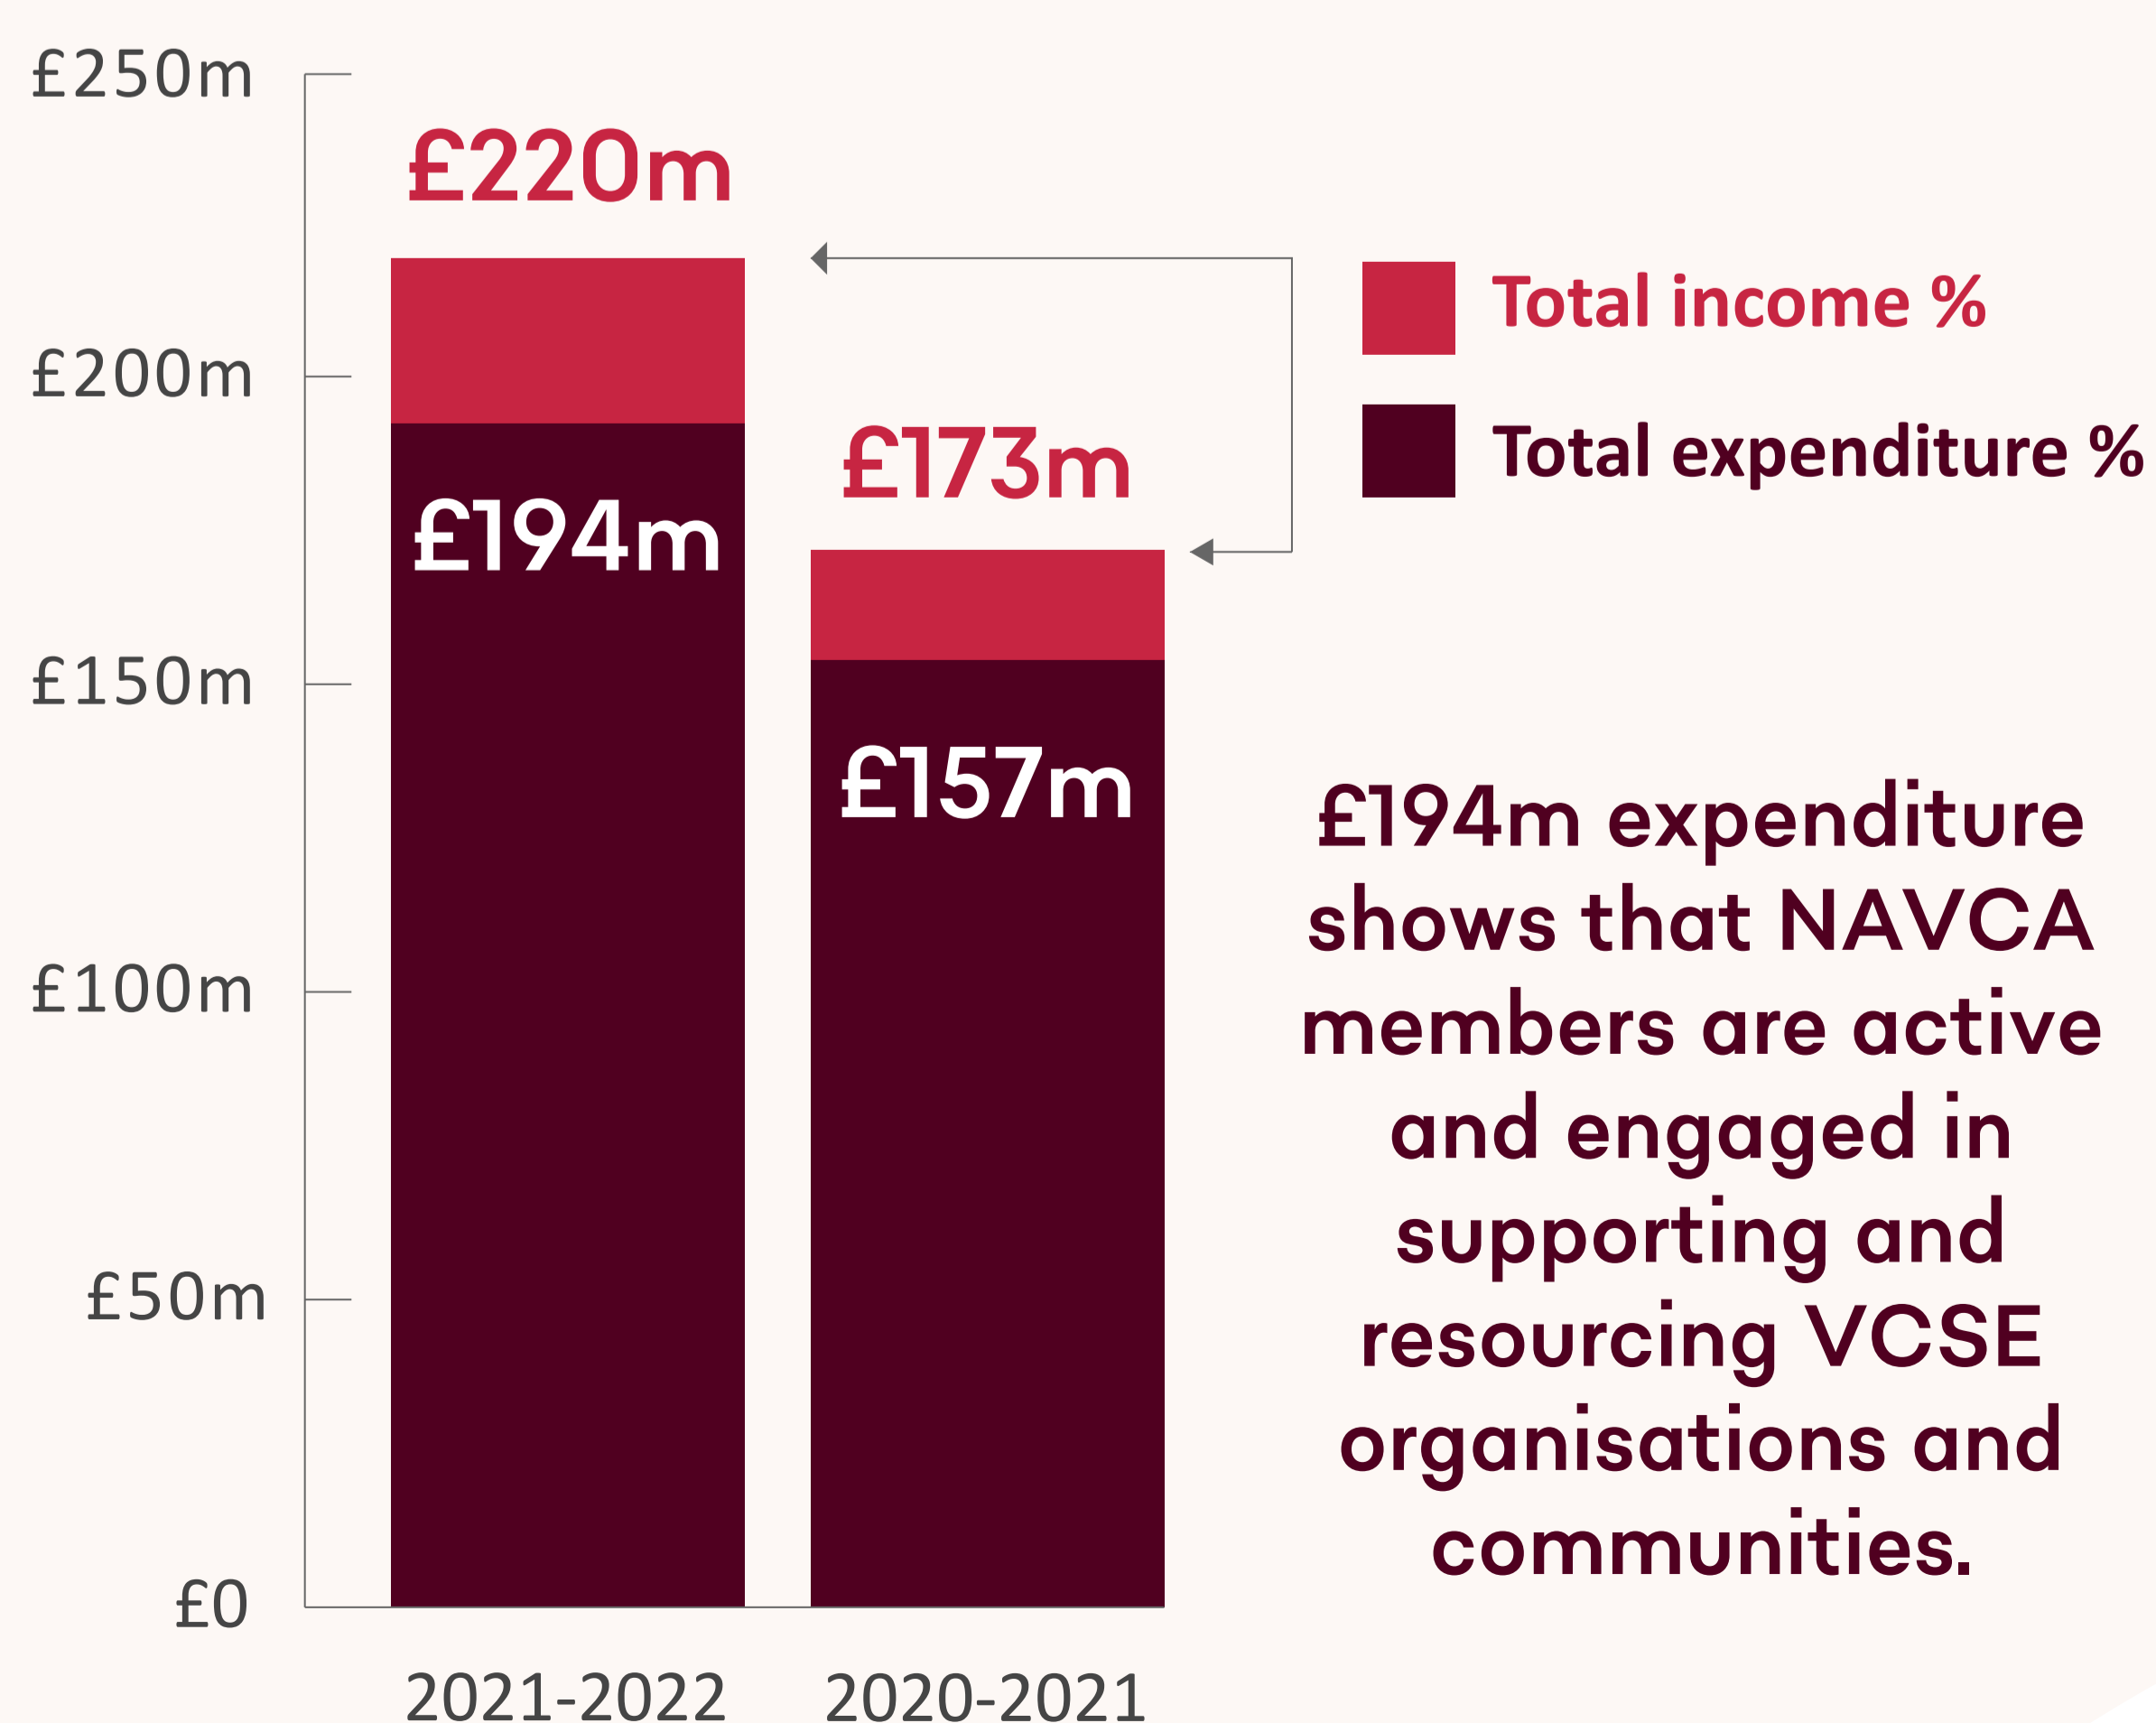 £250m
£200m
£150m
£100m
£50m
£0
£220m
£194m
£173m
£157m
2021-2022
2020-2021
Total income %
Total expenditure %
£194m expenditure
shows that NAVCA
members are active
and engaged in
supporting and
resourcing VCSE
organisations and
communities.